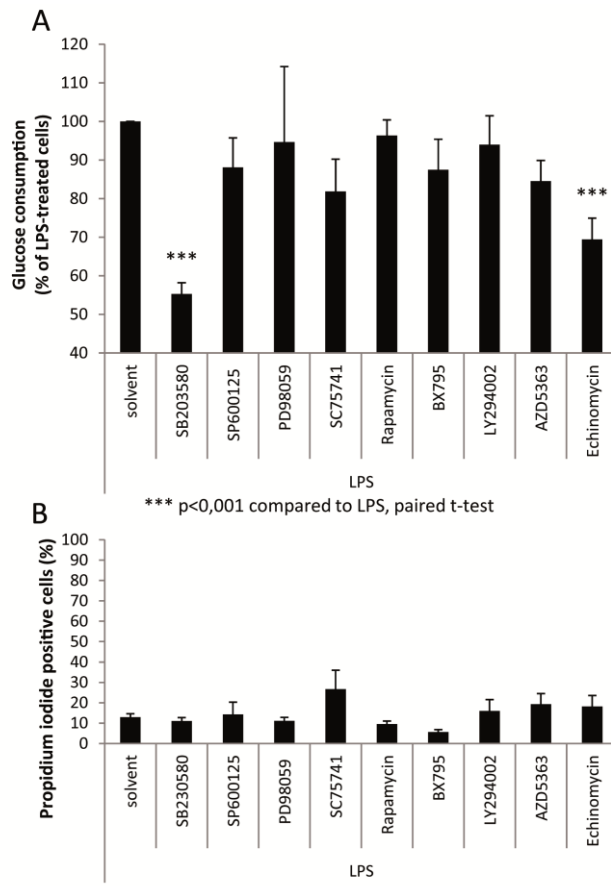 A
Glucose consumption
(% of LPS-treated cells)
120
110
100
90
80
70
60
50
40
***
***
solvent
SB203580
SP600125
PD98059
SC75741
Rapamycin
BX795
LY294002
AZD5363
Echinomycin
LPS
*** p<0,001 compared to LPS, paired t-test
B
Propidium iodide positive cells (%)
100
90
80
70
60
50
40
30
20
10
0
solvent
SB230580
SP600125
PD98059
SC75741
Rapamycin
BX795
LY294002
AZD5363
Echinomycin
LPS